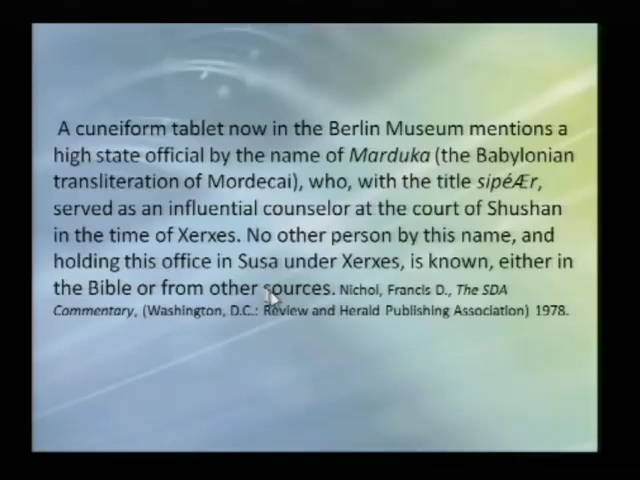 A cuneiform tablet now in the Berlin Museum mentions a
high state official by the name of Marduka (the Babylonian
transliteration of Mordecai), who, with the title sipéÆr,
served as an influential counselor at the court of Shushan
in the time of Xerxes. No other person by this name, and
holding this office in Susa under Xerxes, is known, either in
the Bible or from other sources. Nichol, Francis D., The SDA
Commentary, (Washington, D.C.: Review and Herald Publishing Association) 1978.